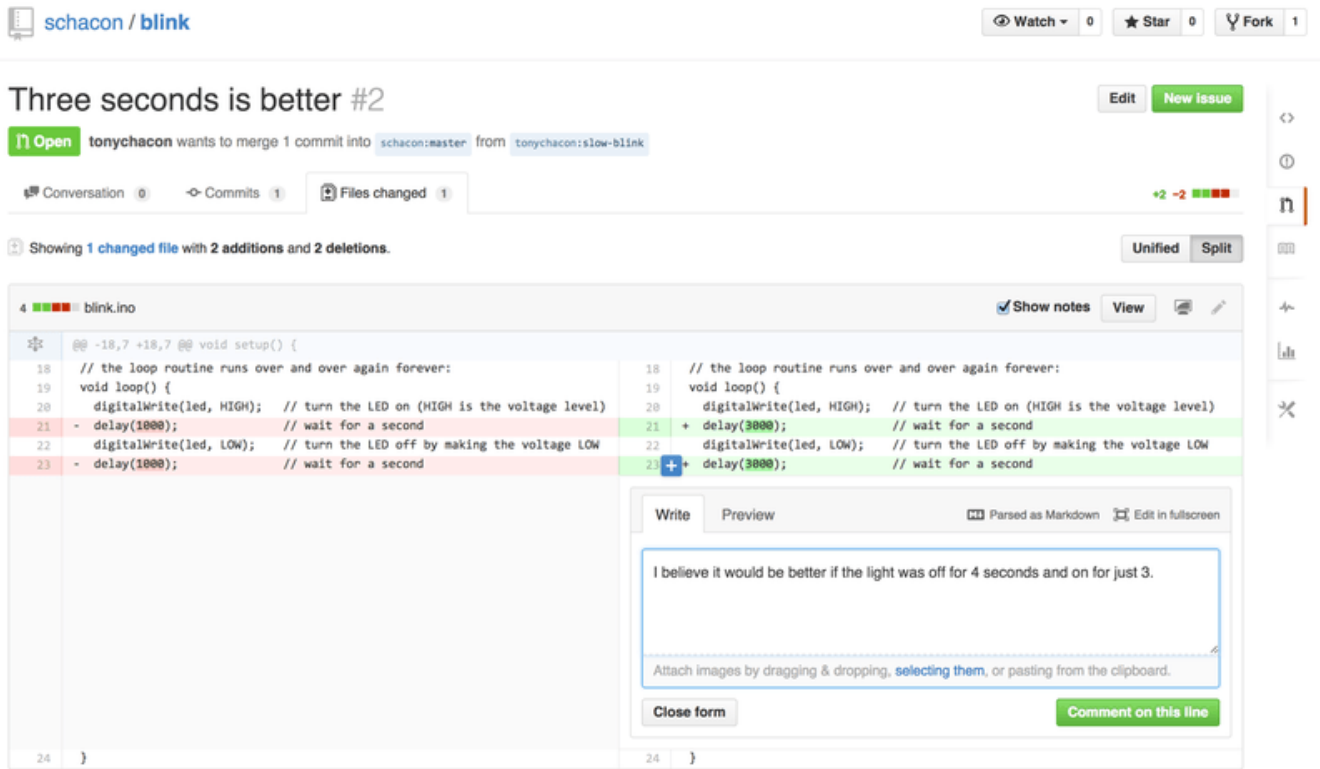 schacon / blink
Watch 0 Star 0 Fork 1
Three seconds is better #2
Edit New issue
Open tonychacon wants to merge 1 commit into schacon:master from tonychacon:slow-blink
Conversation 0 Commits 1 Files changed 1
+2 −2
Showing 1 changed file with 2 additions and 2 deletions.
Unified Split
4 blink.ino
Show notes View
@@ -18,7 +18,7 @@ void setup() {
18 // the loop routine runs over and over again forever:
19 void loop() {
20 digitalWrite(led, HIGH); // turn the LED on (HIGH is the voltage level)
21 - delay(1000); // wait for a second
22 digitalWrite(led, LOW); // turn the LED off by making the voltage LOW
23 - delay(1000); // wait for a second
24 }
18 // the loop routine runs over and over again forever:
19 void loop() {
20 digitalWrite(led, HIGH); // turn the LED on (HIGH is the voltage level)
21 + delay(3000); // wait for a second
22 digitalWrite(led, LOW); // turn the LED off by making the voltage LOW
23 + delay(3000); // wait for a second
Write Preview
Parsed as Markdown Edit in fullscreen
I believe it would be better if the light was off for 4 seconds and on for just 3.
Attach images by dragging & dropping, selecting them, or pasting from the clipboard.
Close form Comment on this line
24 }